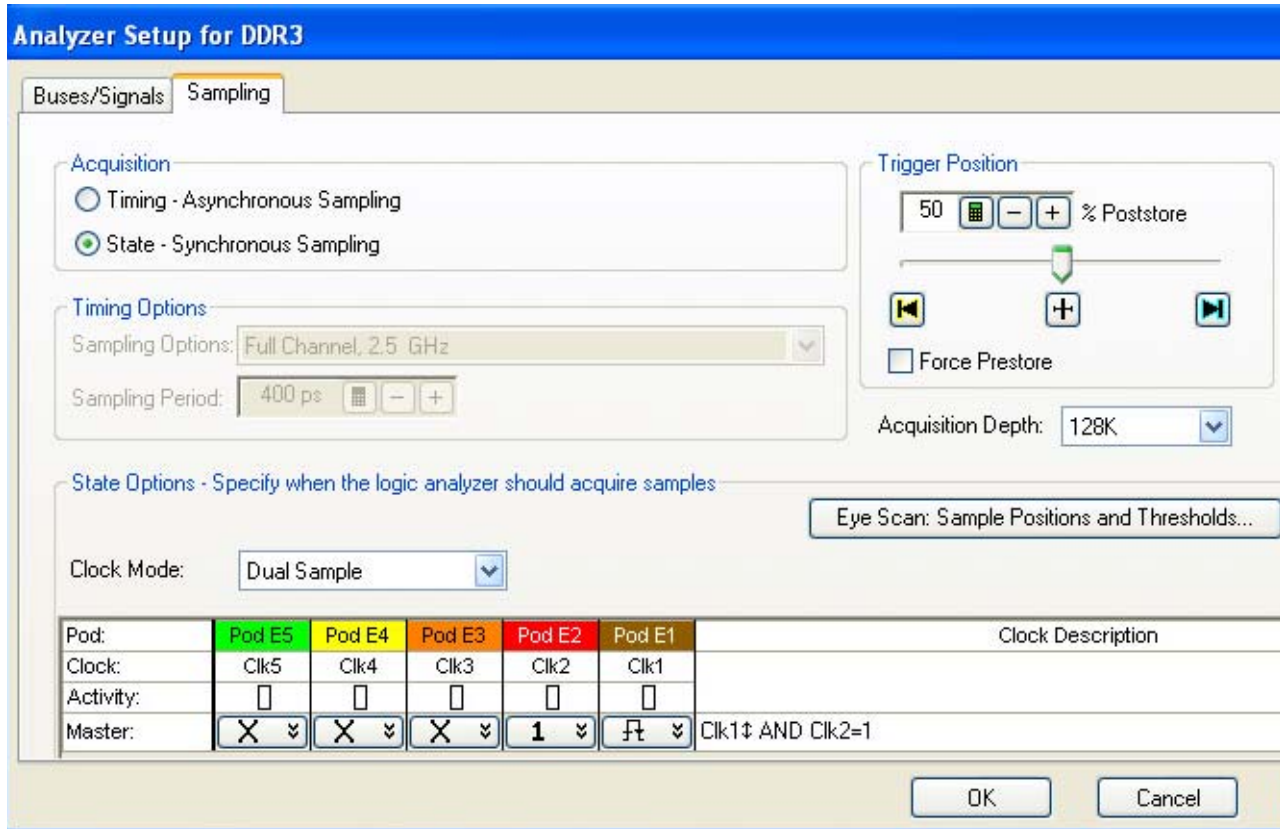 Analyzer Setup for DDR3
Buses/Signals Sampling
Acquisition
Timing - Asynchronous Sampling
State - Synchronous Sampling
Trigger Position
50 % Poststore
Force Prestore
Timing Options
Sampling Options: Full Channel, 2.5 GHz
Sampling Period: 400 ps
Acquisition Depth: 128K
State Options - Specify when the logic analyzer should acquire samples
Eye Scan: Sample Positions and Thresholds...
Clock Mode: Dual Sample
Pod: Pod E5 Pod E4 Pod E3 Pod E2 Pod E1 Clock Description
Clock: Clk5 Clk4 Clk3 Clk2 Clk1
Activity:
Master: X X X 1 Clk1↕ AND Clk2=1
OK Cancel